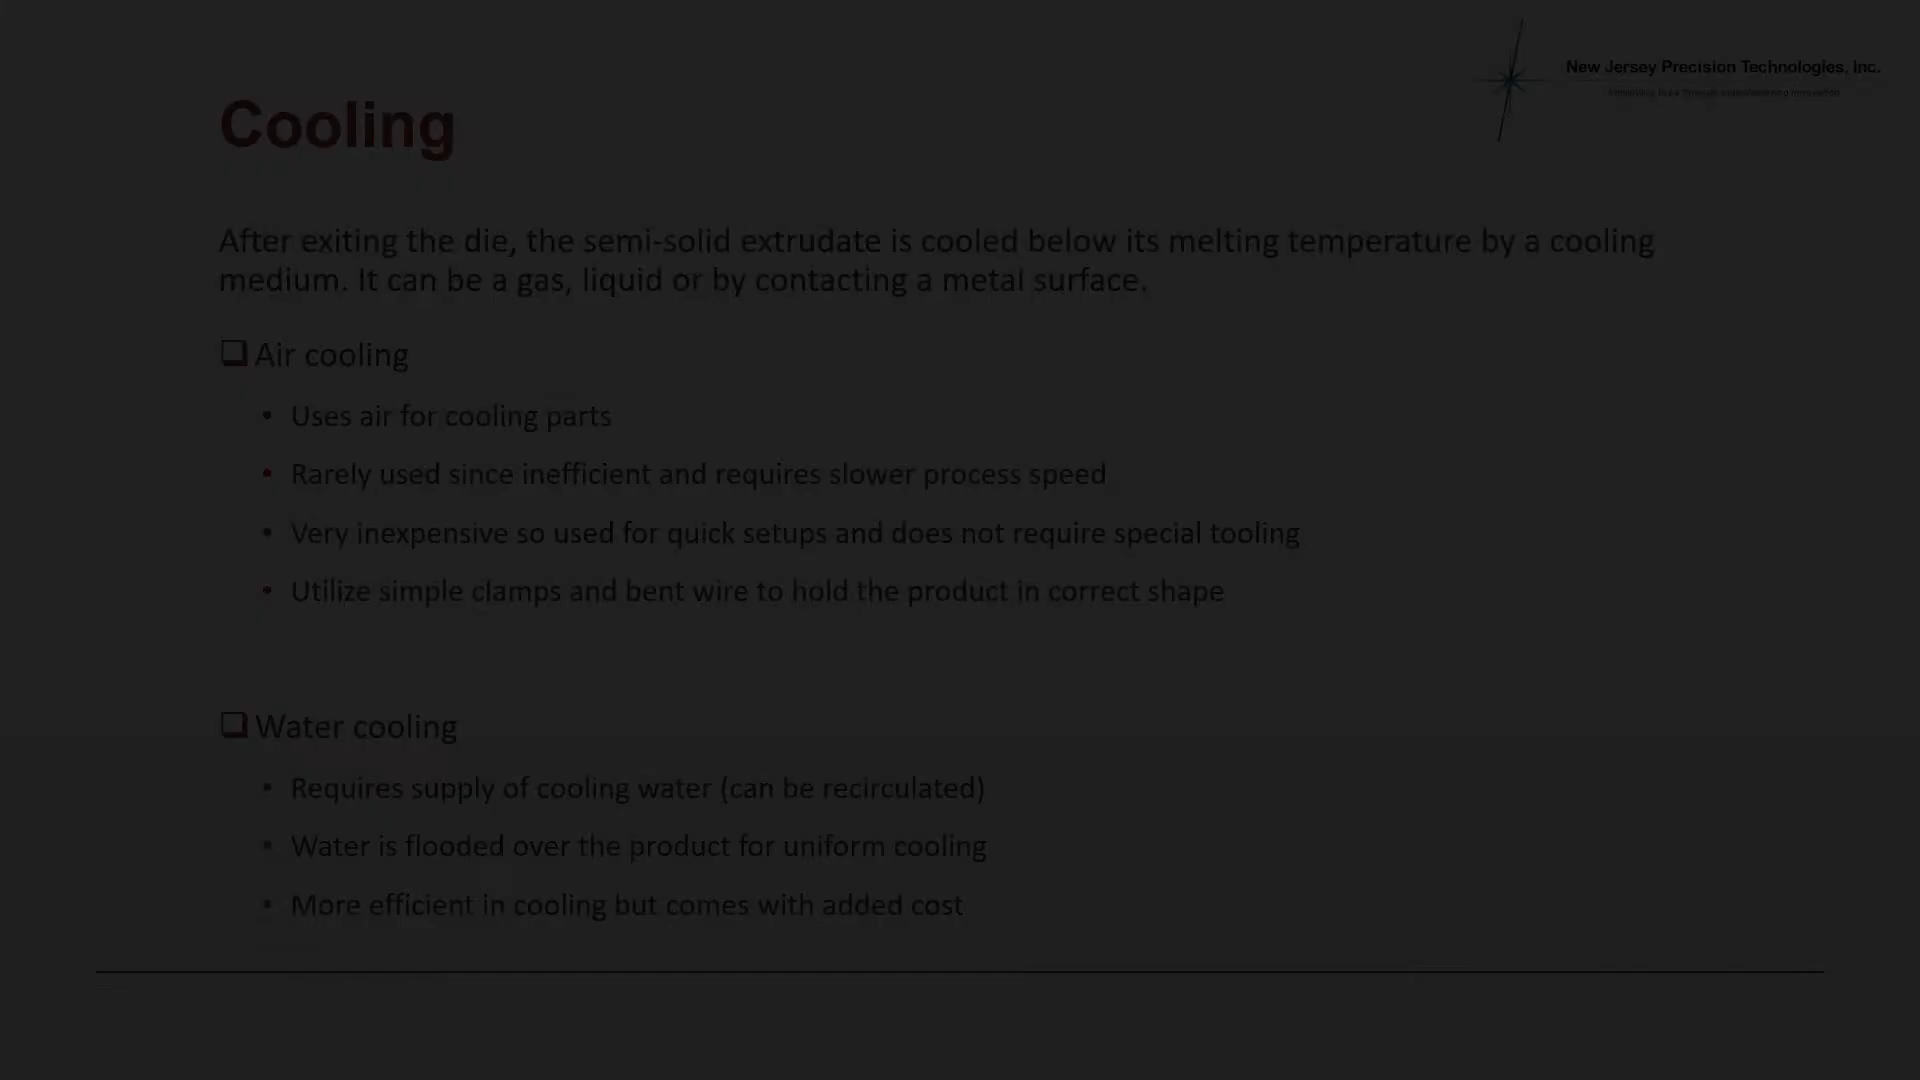 New Jersey Precision Technologies, Inc.
Cooling
After exiting the die, the semi-solid extrudate is cooled below its melting temperature by a cooling
medium. It can be a gas, liquid or by contacting a metal surface.
Air cooling
• Uses air for cooling parts
• Rarely used since inefficient and requires slower process speed
• Very inexpensive so used for quick setups and does not require special tooling
• Utilize simple clamps and bent wire to hold the product in correct shape
Water cooling
• Requires supply of cooling water (can be recirculated)
• Water is flooded over the product for uniform cooling
• More efficient in cooling but comes with added cost